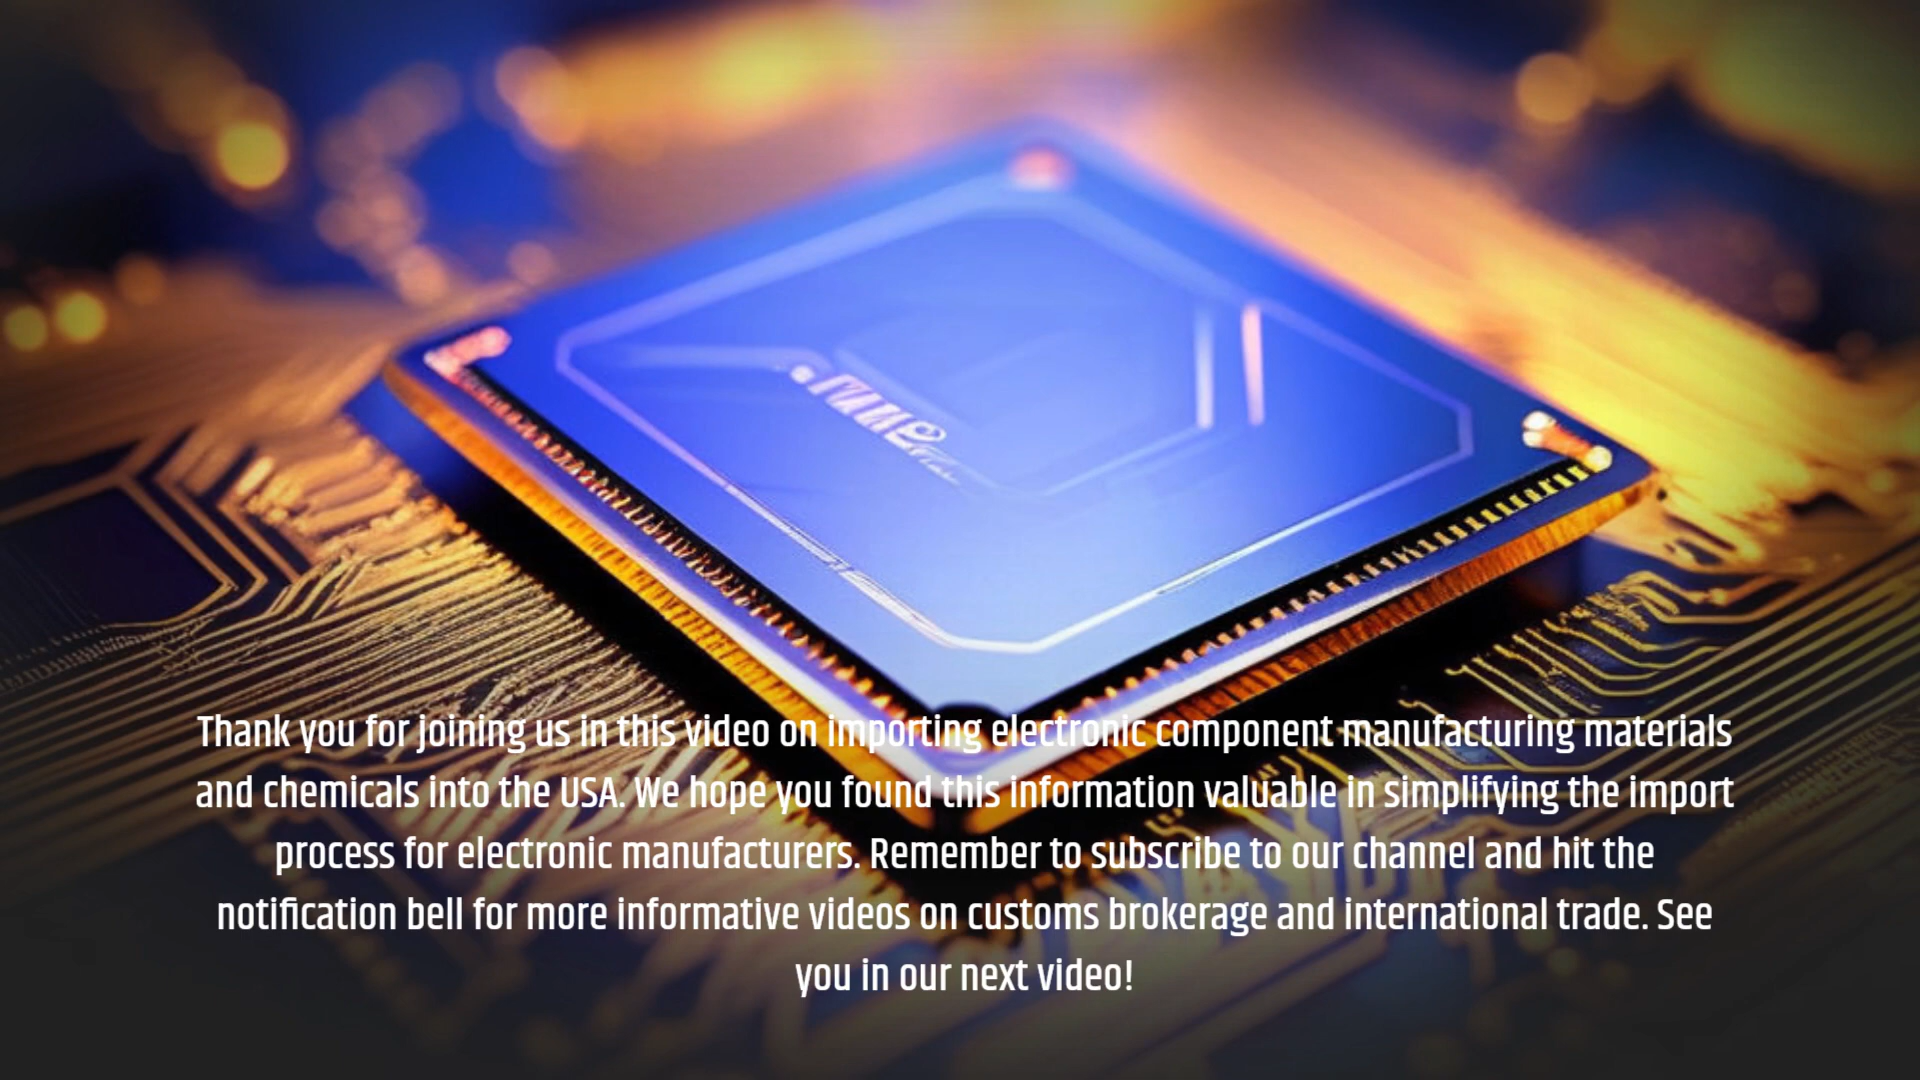 Thank you for joining us in this video on importing electronic component manufacturing materials
and chemicals into the USA. We hope you found this information valuable in simplifying the import
process for electronic manufacturers. Remember to subscribe to our channel and hit the
notification bell for more informative videos on customs brokerage and international trade. See
you in our next video!